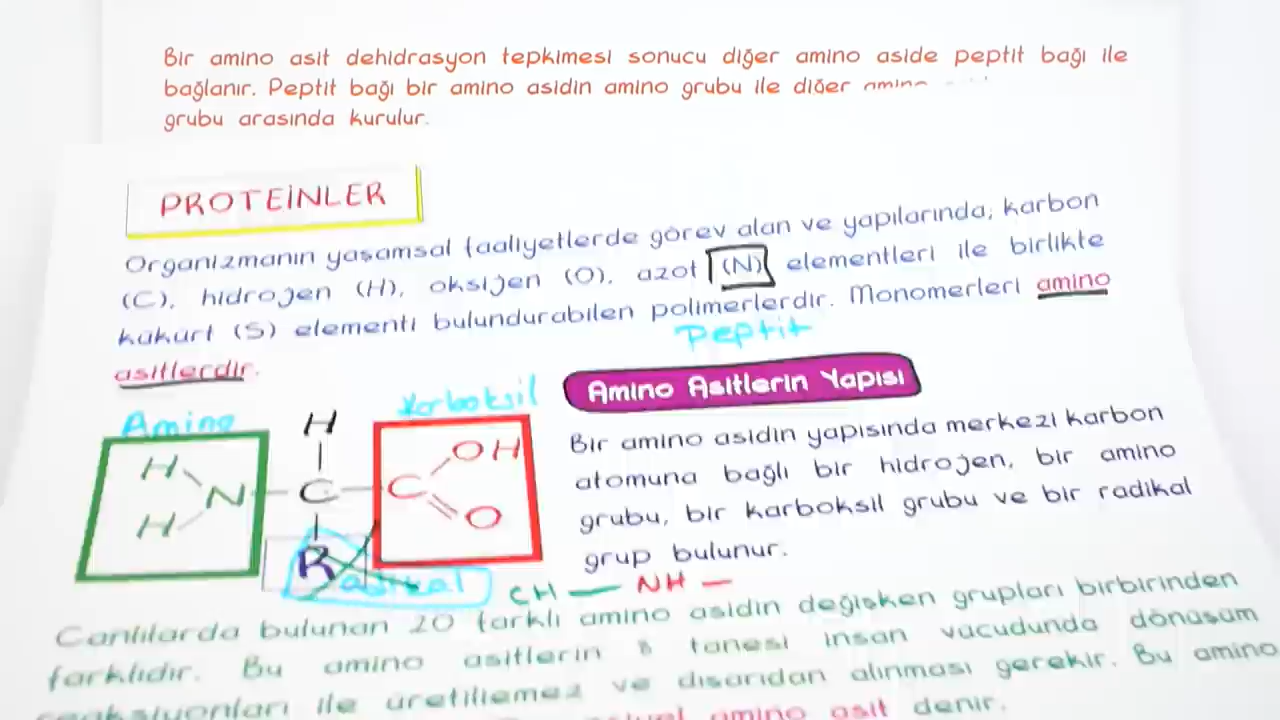 Bir amino asit dehidrasyon tepkimesi sonucu diğer amino aside peptit bağı ile
bağlanır. Peptit bağı bir amino asidin amino grubu ile diğer amino
grubu arasında kurulur.
PROTEİNLER
Organizmanın yaşamsal faaliyetlerde görev alan ve yapılarında; karbon
(C), hidrojen (H), oksijen (O), azot (N) elementleri ile birlikte
kükürt (S) elementi bulundurabilen polimerlerdir. Monomerleri amino
asitlerdir.
Peptit
Amino Asitlerin Yapısı
Amino
Karboksil
H
H
N
H
C
R
C
OH
O
Radikal
Bir amino asidin yapısında merkezi karbon
atomuna bağlı bir hidrojen, bir amino
grubu, bir karboksil grubu ve bir radikal
grup bulunur.
CH — NH —
Canlılarda bulunan 20 farklı amino asidin değişken grupları birbirinden
farklıdır. Bu amino asitlerin 8 tanesi insan vücudunda dönüşüm
reaksiyonları ile üretilemez ve dışarıdan alınması gerekir. Bu amino
amino asit denir.